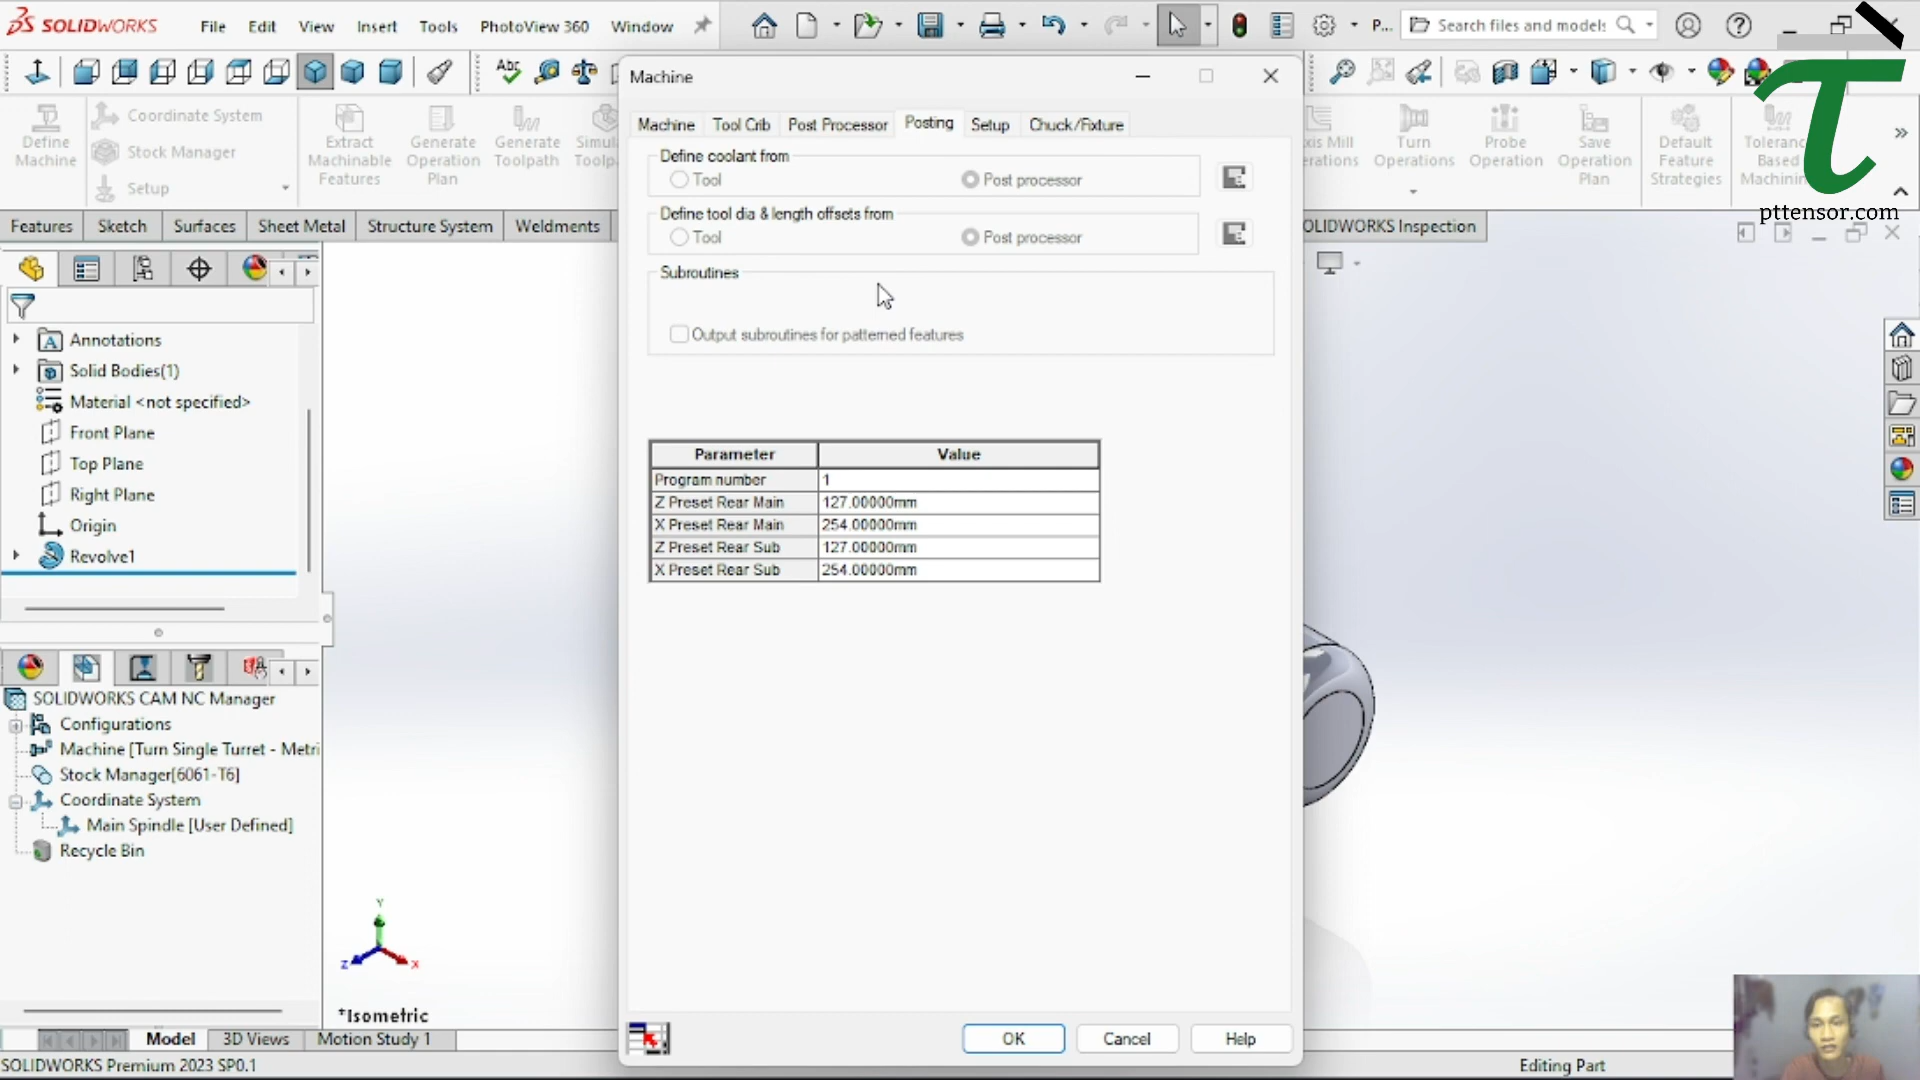 SOLIDWORKS File Edit View Insert Tools PhotoView 360 Window P... Search files and models
Machine
Define Machine
Coordinate System
Stock Manager
Setup
Extract Machinable Features
Generate Operation Plan
Generate Toolpath
Turn Operations
Probe Operation
Save Operation Plan
Default Feature Strategies
pttensor.com
Features Sketch Surfaces Sheet Metal Structure System Weldments
OLIDWORKS Inspection
Machine Tool Crib Post Processor Posting Setup Chuck/Fixture
Define coolant from
Tool Post processor
Define tool dia & length offsets from
Tool Post processor
Subroutines
Output subroutines for patterned features
Parameter Value
Program number 1
Z Preset Rear Main 127.00000mm
X Preset Rear Main 254.00000mm
Z Preset Rear Sub 127.00000mm
X Preset Rear Sub 254.00000mm
OK Cancel Help
Annotations
Solid Bodies(1)
Material <not specified>
Front Plane
Top Plane
Right Plane
Origin
Revolve1
SOLIDWORKS CAM NC Manager
Configurations
Machine [Turn Single Turret - Metri
Stock Manager[6061-T6]
Coordinate System
Main Spindle [User Defined]
Recycle Bin
Y
Z
X
*Isometric
Model 3D Views Motion Study 1
SOLIDWORKS Premium 2023 SP0.1
Editing Part